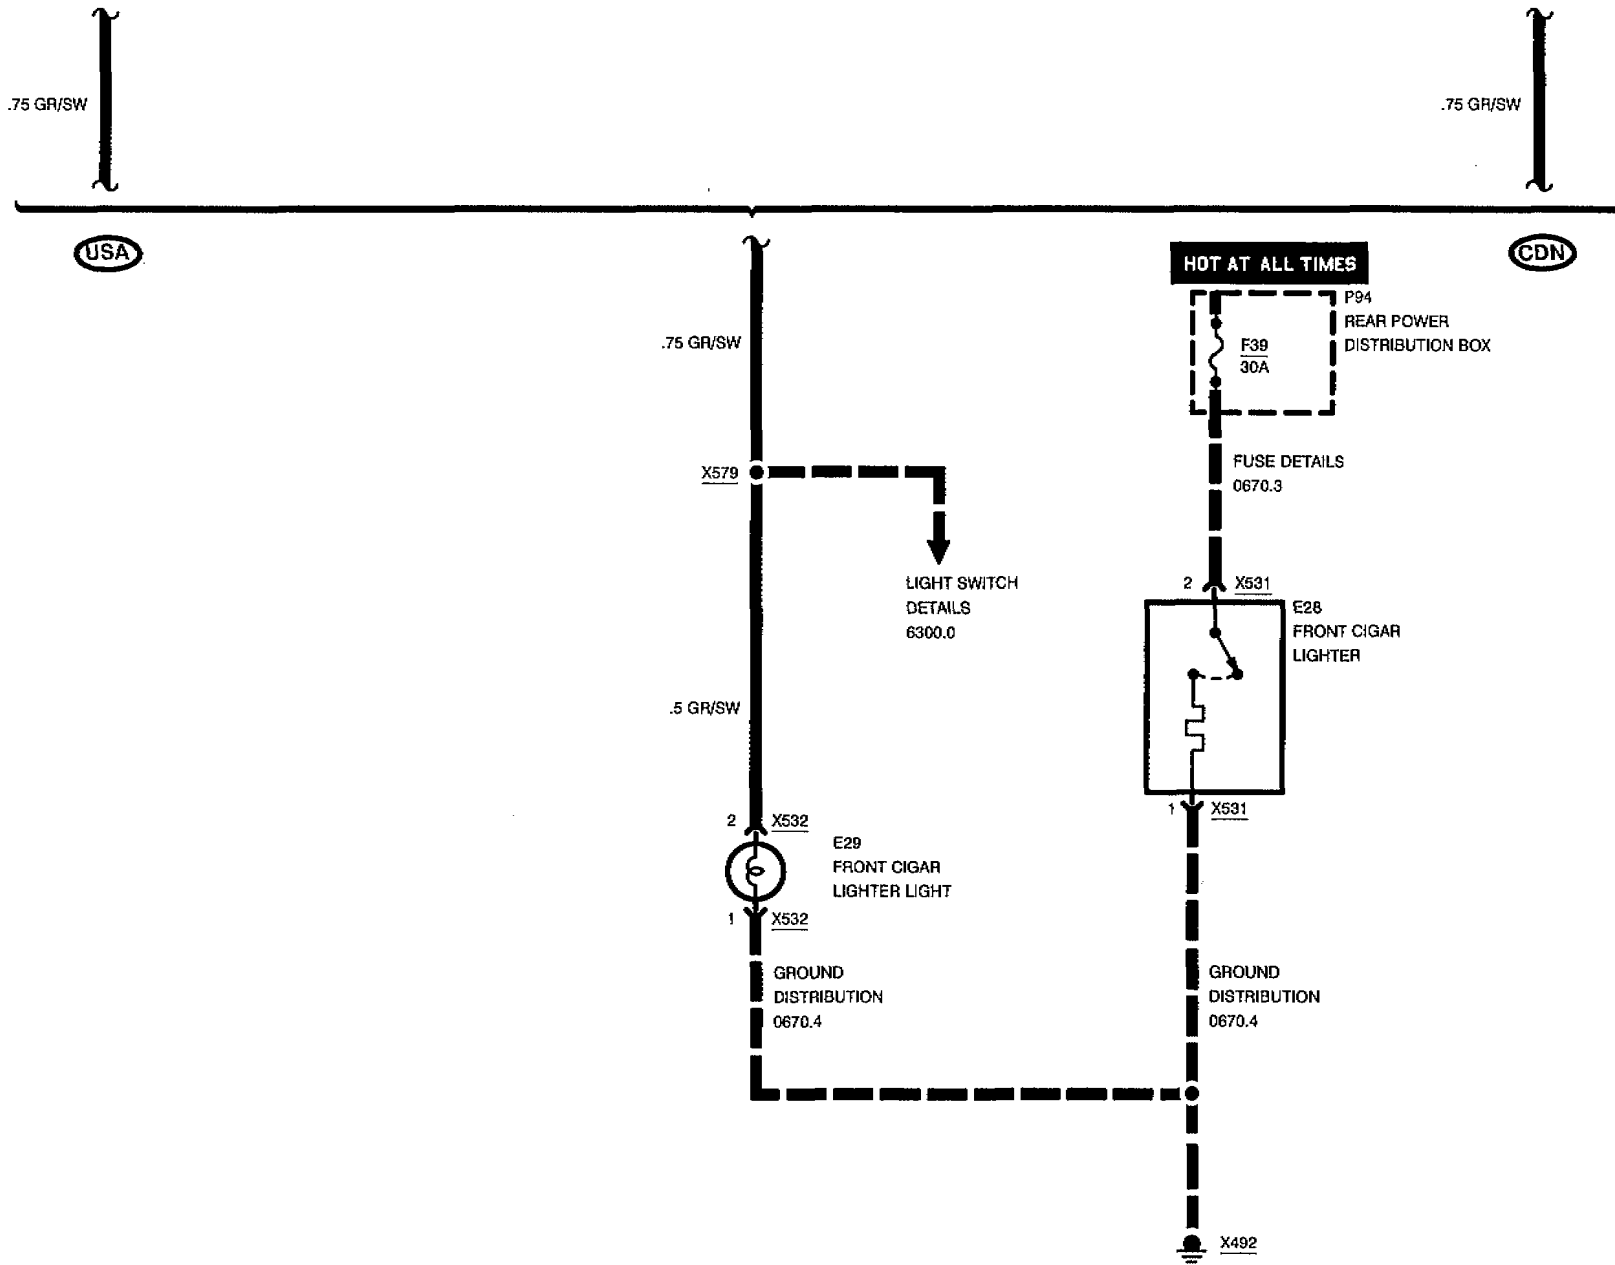 .75 GR/SW
.75 GR/SW
USA
CDN
HOT AT ALL TIMES
P94
REAR POWER
DISTRIBUTION BOX
F39
30A
.75 GR/SW
X579
FUSE DETAILS
0670.3
LIGHT SWITCH
DETAILS
6300.0
2
X531
E28
FRONT CIGAR
LIGHTER
.5 GR/SW
1
X531
2
X532
E29
FRONT CIGAR
LIGHTER LIGHT
1
X532
GROUND
DISTRIBUTION
0670.4
GROUND
DISTRIBUTION
0670.4
X492